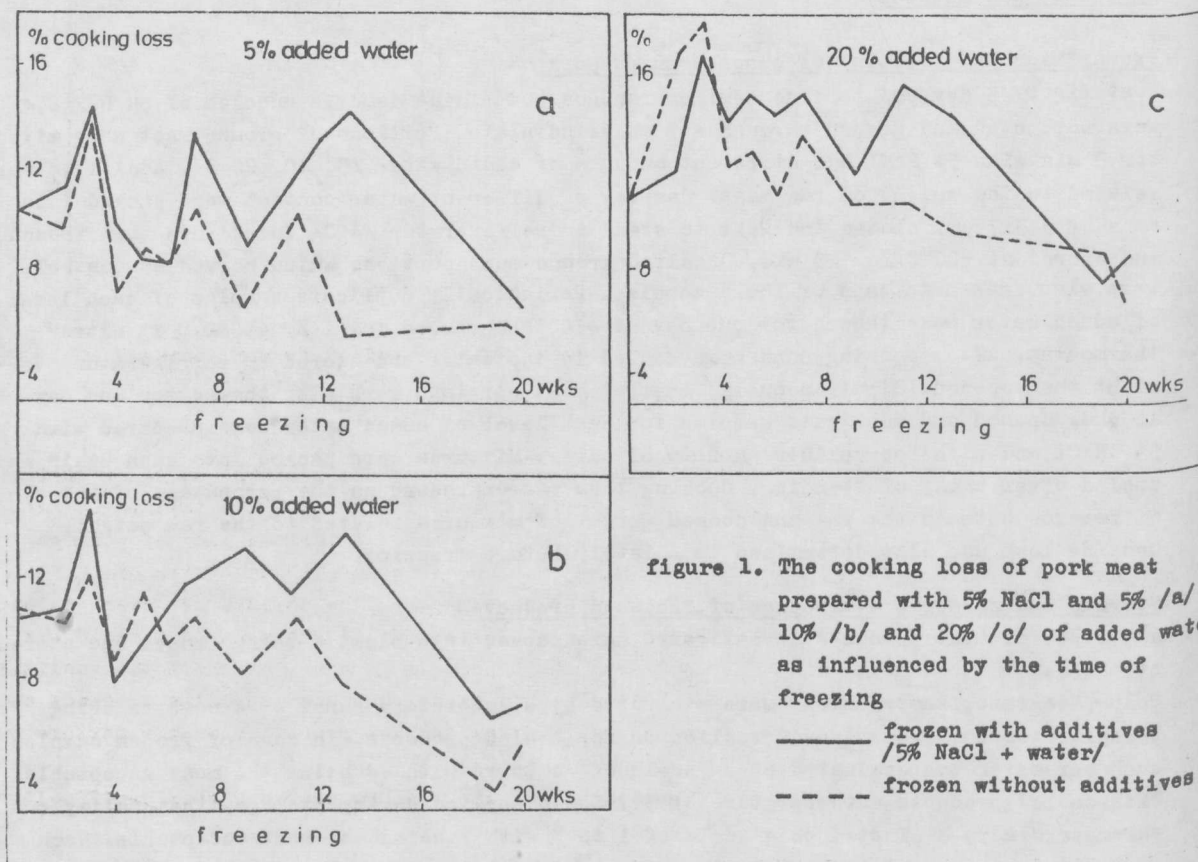 % cooking loss
5% added water
16
a
12
8
4
4
8
12
16
20 wks
freezing
%
20 % added water
16
c
12
8
4
4
8
12
16
20 wks
freezing
% cooking loss
10% added water
12
b
8
4
4
8
12
16
20 wks
freezing
figure 1. The cooking loss of pork meat
prepared with 5% NaCl and 5% /a/
10% /b/ and 20% /c/ of added wat
as influenced by the time of
freezing
frozen with additives
/5% NaCl + water/
frozen without additives